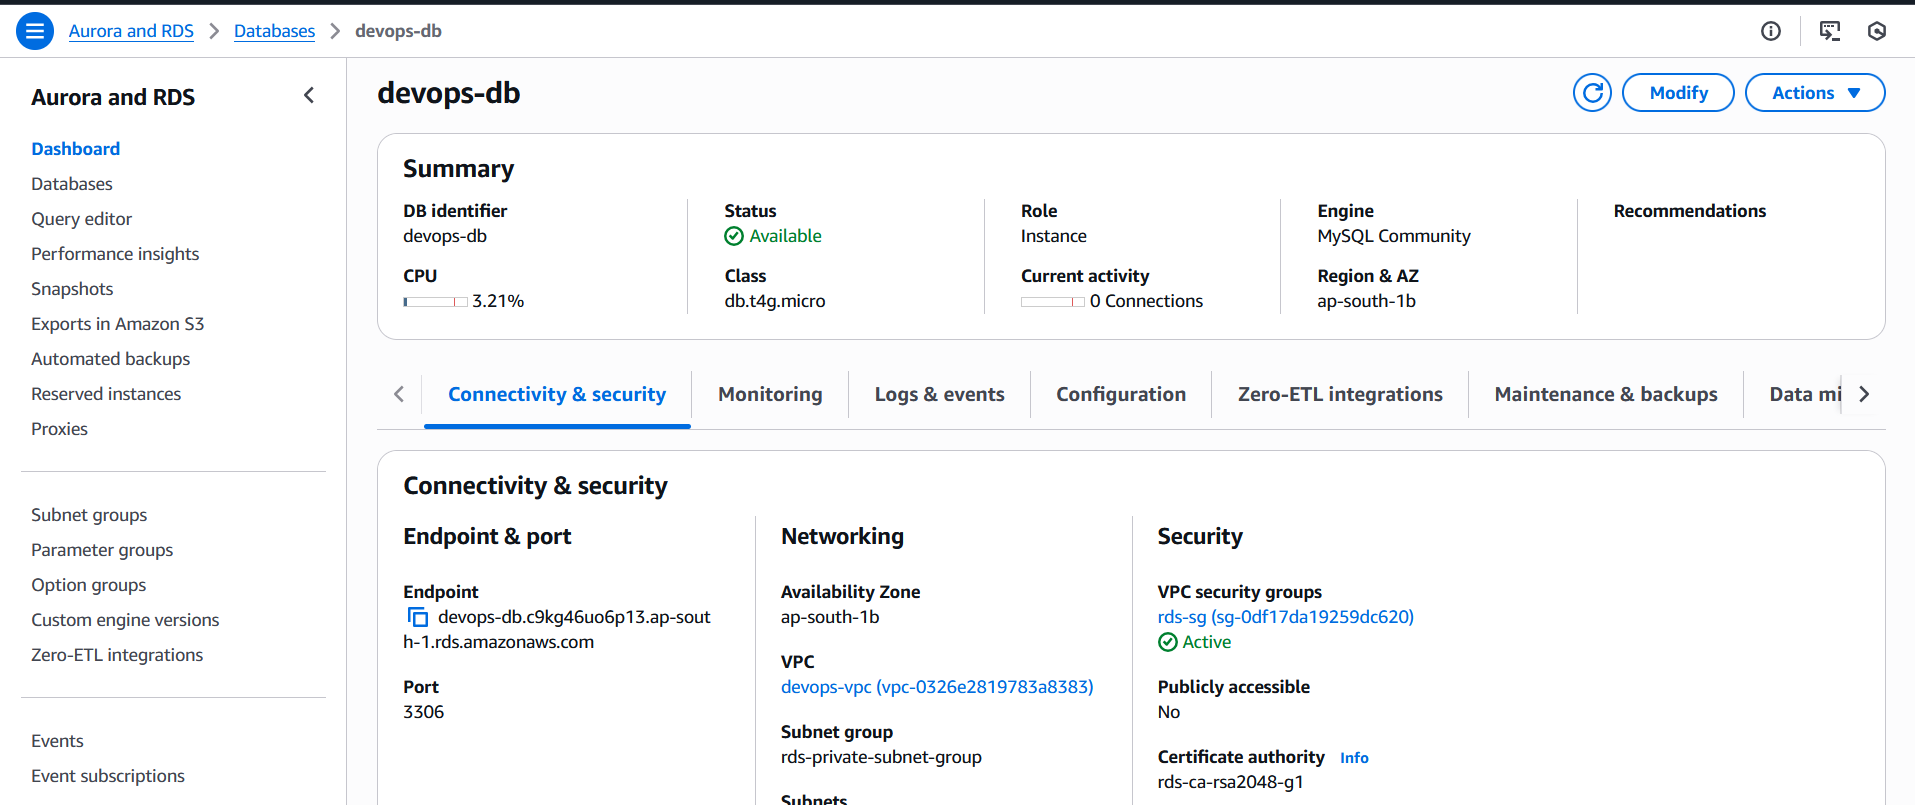 Aurora and RDS > Databases > devops-db
Aurora and RDS
Dashboard
Databases
Query editor
Performance insights
Snapshots
Exports in Amazon S3
Automated backups
Reserved instances
Proxies
Subnet groups
Parameter groups
Option groups
Custom engine versions
Zero-ETL integrations
Events
Event subscriptions
devops-db
Modify
Actions
Summary
DB identifier
devops-db
CPU
3.21%
Status
Available
Class
db.t4g.micro
Role
Instance
Current activity
0 Connections
Engine
MySQL Community
Region & AZ
ap-south-1b
Recommendations
Connectivity & security
Monitoring
Logs & events
Configuration
Zero-ETL integrations
Maintenance & backups
Data mi
Connectivity & security
Endpoint & port
Endpoint
devops-db.c9kg46uo6p13.ap-sout
h-1.rds.amazonaws.com
Port
3306
Networking
Availability Zone
ap-south-1b
VPC
devops-vpc (vpc-0326e2819783a8383)
Subnet group
rds-private-subnet-group
Subnets
Security
VPC security groups
rds-sg (sg-0df17da19259dc620)
Active
Publicly accessible
No
Certificate authority Info
rds-ca-rsa2048-g1